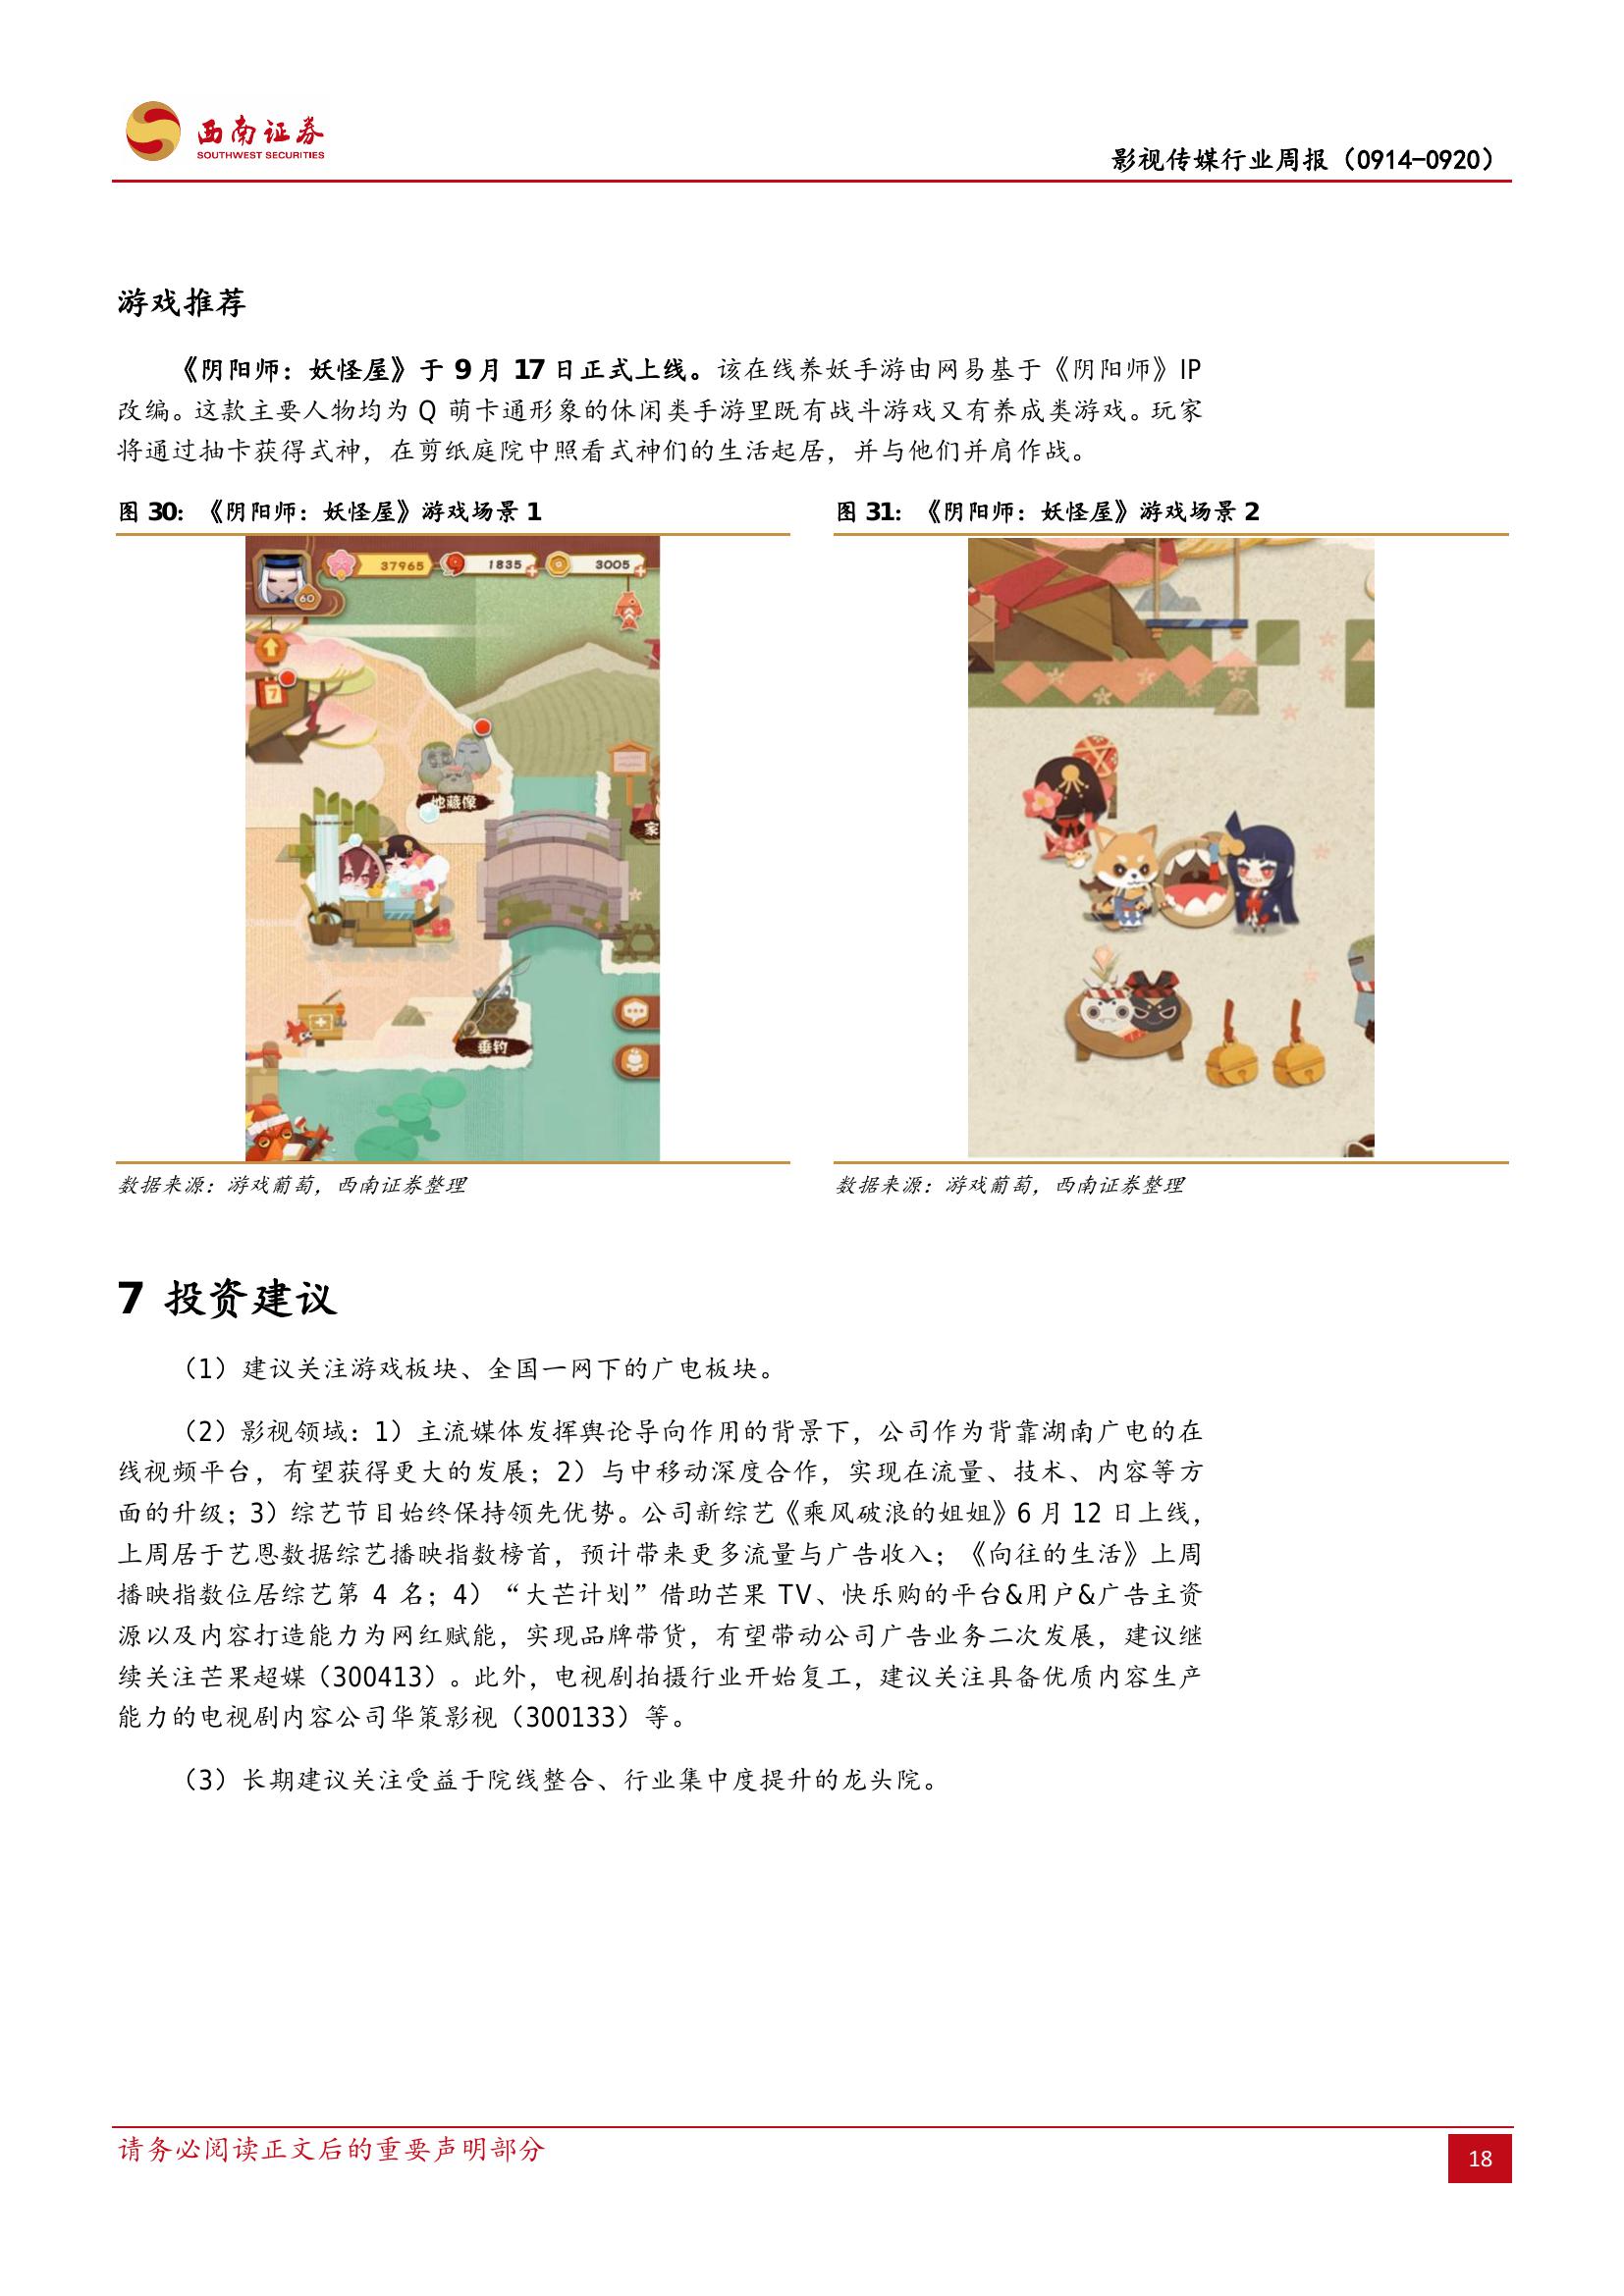 西南证券
SOUTHWEST SECURITIES
影视传媒行业周报（0914-0920）
游戏推荐
《阴阳师：妖怪屋》于 9 月 17 日正式上线。该在线养妖手游由网易基于《阴阳师》IP
改编。这款主要人物均为 Q 萌卡通形象的休闲类手游里既有战斗游戏又有养成类游戏。玩家
将通过抽卡获得式神，在剪纸庭院中照看式神们的生活起居，并与他们并肩作战。
图 30：《阴阳师：妖怪屋》游戏场景 1
37965
1835
3005
60
7
地藏像
家
垂钓
数据来源：游戏葡萄，西南证券整理
图 31：《阴阳师：妖怪屋》游戏场景 2
数据来源：游戏葡萄，西南证券整理
7 投资建议
（1）建议关注游戏板块、全国一网下的广电板块。
（2）影视领域：1）主流媒体发挥舆论导向作用的背景下，公司作为背靠湖南广电的在
线视频平台，有望获得更大的发展；2）与中移动深度合作，实现在流量、技术、内容等方
面的升级；3）综艺节目始终保持领先优势。公司新综艺《乘风破浪的姐姐》6 月 12 日上线，
上周居于艺恩数据综艺播映指数榜首，预计带来更多流量与广告收入；《向往的生活》上周
播映指数位居综艺第 4 名；4）“大芒计划”借助芒果 TV、快乐购的平台&用户&广告主资
源以及内容打造能力为网红赋能，实现品牌带货，有望带动公司广告业务二次发展，建议继
续关注芒果超媒（300413）。此外，电视剧拍摄行业开始复工，建议关注具备优质内容生产
能力的电视剧内容公司华策影视（300133）等。
（3）长期建议关注受益于院线整合、行业集中度提升的龙头院。
请务必阅读正文后的重要声明部分
18